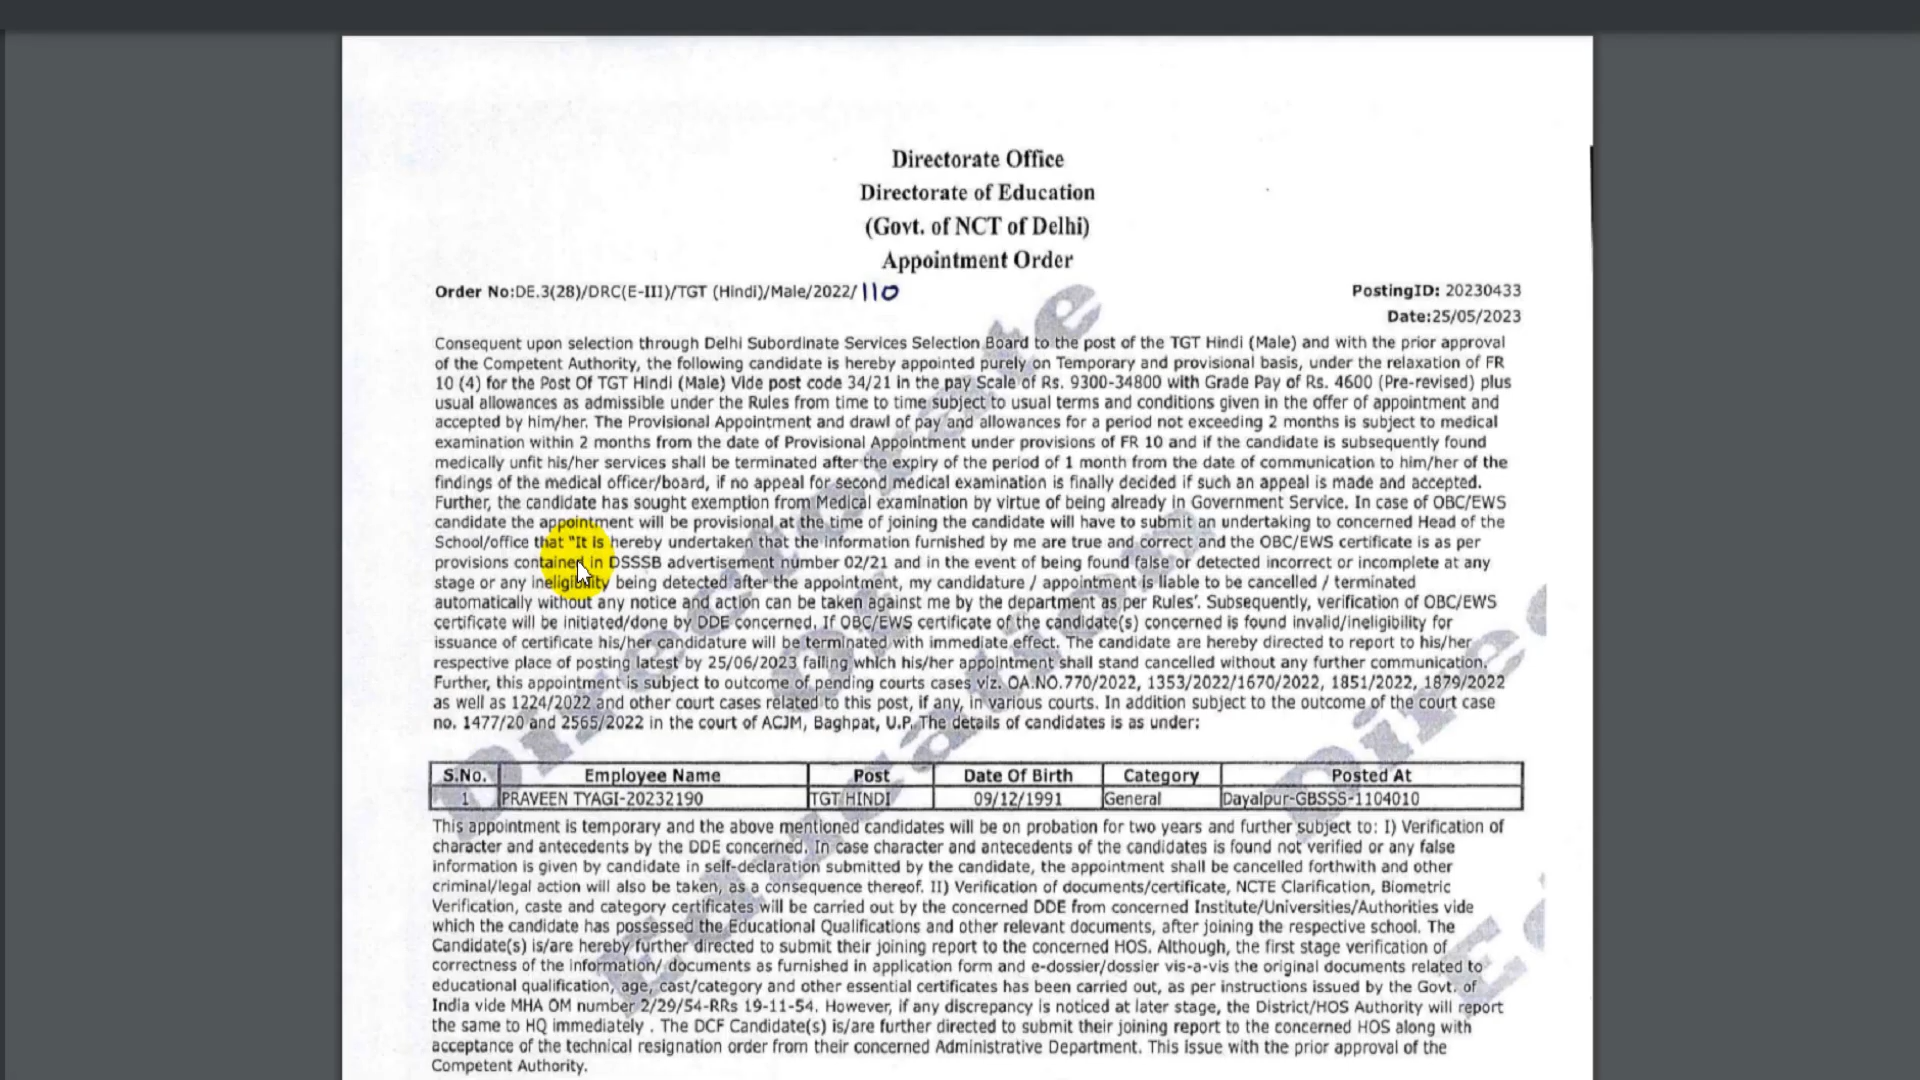 Directorate Office
Directorate of Education
(Govt. of NCT of Delhi)
Appointment Order
Order No:DE.3(28)/DRC(E-III)/TGT (Hindi)/Male/2022/110
PostingID: 20230433
Date:25/05/2023
Consequent upon selection through Delhi Subordinate Services Selection Board to the post of the TGT Hindi (Male) and with the prior approval
of the Competent Authority, the following candidate is hereby appointed purely on Temporary and provisional basis, under the relaxation of FR
10 (4) for the Post Of TGT Hindi (Male) Vide post code 34/21 in the pay Scale of Rs. 9300-34800 with Grade Pay of Rs. 4600 (Pre-revised) plus
usual allowances as admissible under the Rules from time to time subject to usual terms and conditions given in the offer of appointment and
accepted by him/her. The Provisional Appointment and drawl of pay and allowances for a period not exceeding 2 months is subject to medical
examination within 2 months from the date of Provisional Appointment under provisions of FR 10 and if the candidate is subsequently found
medically unfit his/her services shall be terminated after the expiry of the period of 1 month from the date of communication to him/her of the
findings of the medical officer/board, if no appeal for second medical examination is finally decided if such an appeal is made and accepted.
Further, the candidate has sought exemption from Medical examination by virtue of being already in Government Service. In case of OBC/EWS
candidate the appointment will be provisional at the time of joining the candidate will have to submit an undertaking to concerned Head of the
School/office that "It is hereby undertaken that the information furnished by me are true and correct and the OBC/EWS certificate is as per
provisions contained in DSSSB advertisement number 02/21 and in the event of being found false or detected incorrect or incomplete at any
stage or any ineligibility being detected after the appointment, my candidature / appointment is liable to be cancelled / terminated
automatically without any notice and action can be taken against me by the department as per Rules'. Subsequently, verification of OBC/EWS
certificate will be initiated/done by DDE concerned. If OBC/EWS certificate of the candidate(s) concerned is found invalid/ineligibility for
issuance of certificate his/her candidature will be terminated with immediate effect. The candidate are hereby directed to report to his/her
respective place of posting latest by 25/06/2023 failing which his/her appointment shall stand cancelled without any further communication.
Further, this appointment is subject to outcome of pending courts cases viz. OA.NO.770/2022, 1353/2022/1670/2022, 1851/2022, 1879/2022
as well as 1224/2022 and other court cases related to this post, if any, in various courts. In addition subject to the outcome of the court case
no. 1477/20 and 2565/2022 in the court of ACJM, Baghpat, U.P. The details of candidates is as under:
S.No. Employee Name Post Date Of Birth Category Posted At
1 PRAVEEN TYAGI-20232190 TGT HINDI 09/12/1991 General Dayalpur-GBSSS-1104010
This appointment is temporary and the above mentioned candidates will be on probation for two years and further subject to: I) Verification of
character and antecedents by the DDE concerned. In case character and antecedents of the candidates is found not verified or any false
information is given by candidate in self-declaration submitted by the candidate, the appointment shall be cancelled forthwith and other
criminal/legal action will also be taken, as a consequence thereof. II) Verification of documents/certificate, NCTE Clarification, Biometric
Verification, caste and category certificates will be carried out by the concerned DDE from concerned Institute/Universities/Authorities vide
which the candidate has possessed the Educational Qualifications and other relevant documents, after joining the respective school. The
Candidate(s) is/are hereby further directed to submit their joining report to the concerned HOS. Although, the first stage verification of
correctness of the information/ documents as furnished in application form and e-dossier/dossier vis-a-vis the original documents related to
educational qualification, age, cast/category and other essential certificates has been carried out, as per instructions issued by the Govt. of
India vide MHA OM number 2/29/54-RRs 19-11-54. However, if any discrepancy is noticed at later stage, the District/HOS Authority will report
the same to HQ immediately . The DCF Candidate(s) is/are further directed to submit their joining report to the concerned HOS along with
acceptance of the technical resignation order from their concerned Administrative Department. This issue with the prior approval of the
Competent Authority.
Directorate
of
Education
Direc
Ed